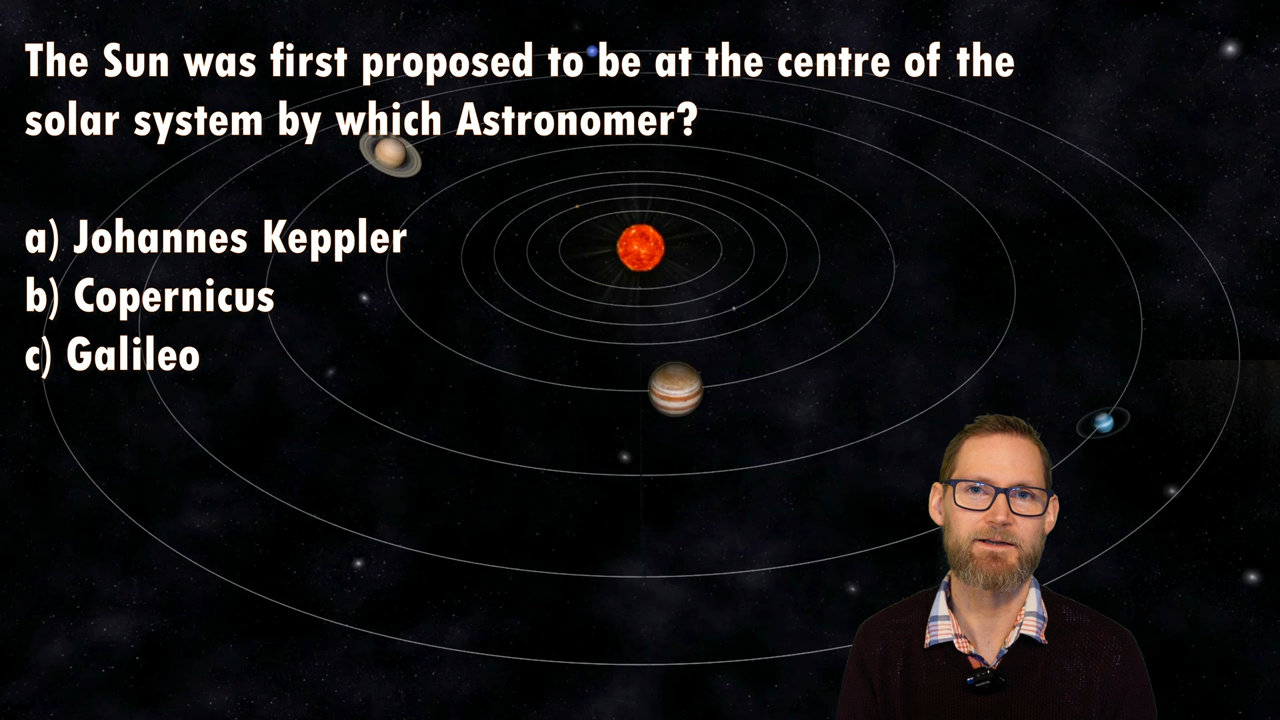 The Sun was first proposed to be at the centre of the
solar system by which Astronomer?
a) Johannes Keppler
b) Copernicus
c) Galileo